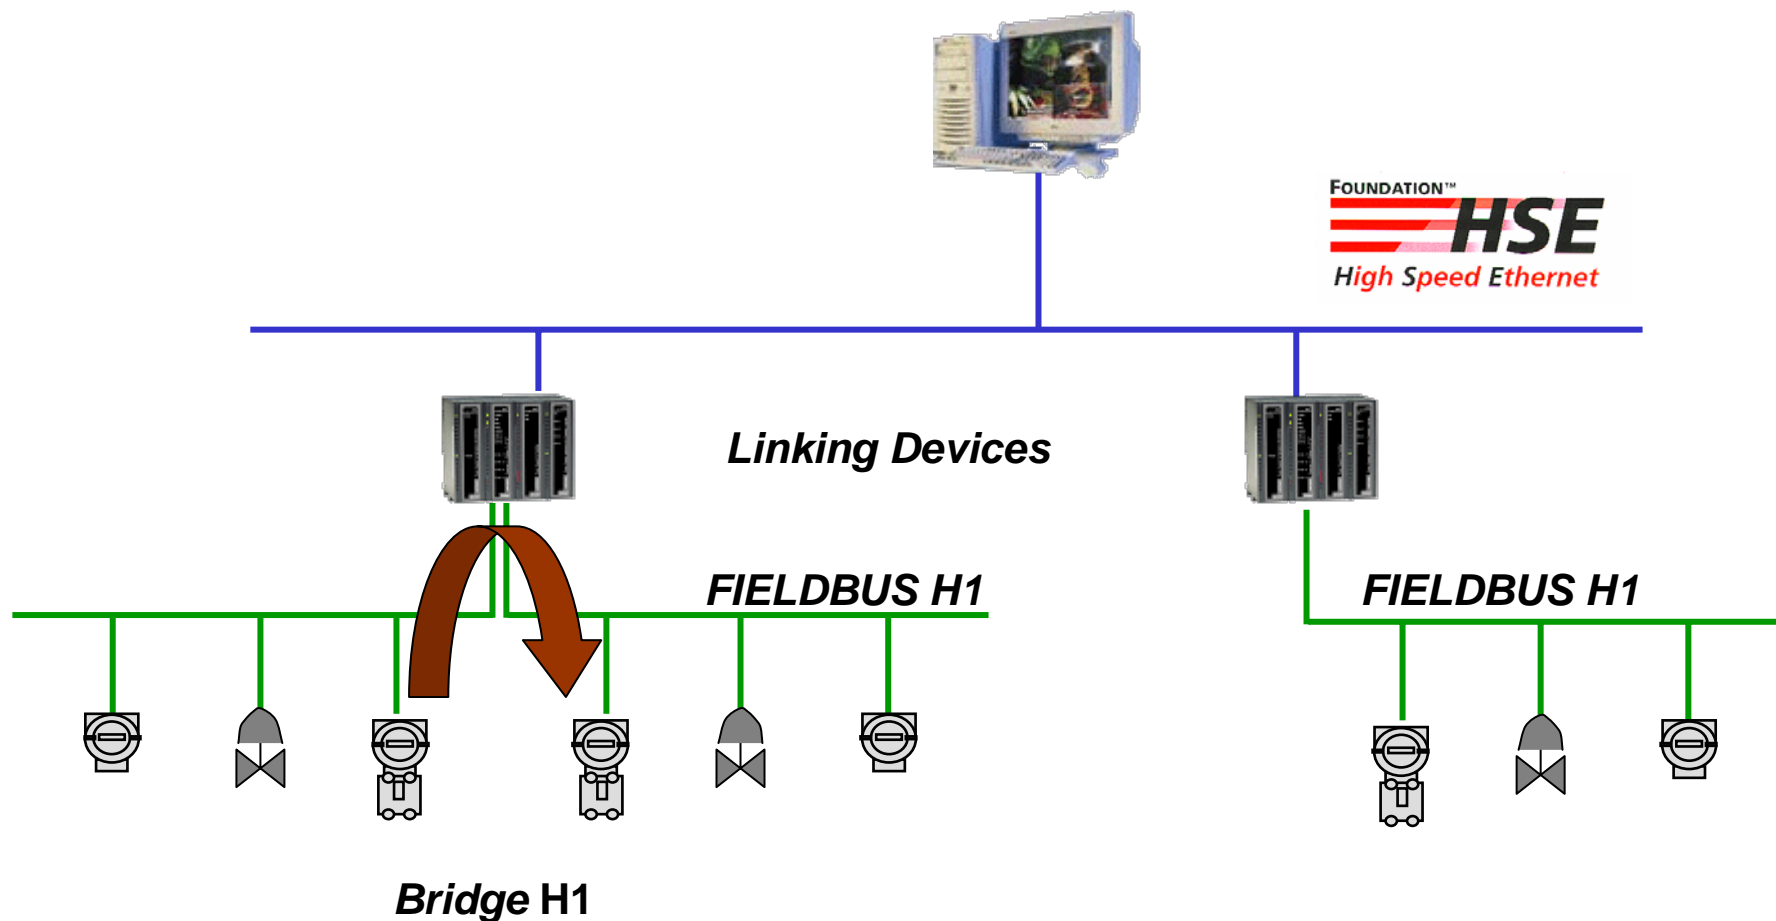 FOUNDATION™
HSE
High Speed Ethernet
Linking Devices
FIELDBUS H1
FIELDBUS H1
Bridge H1